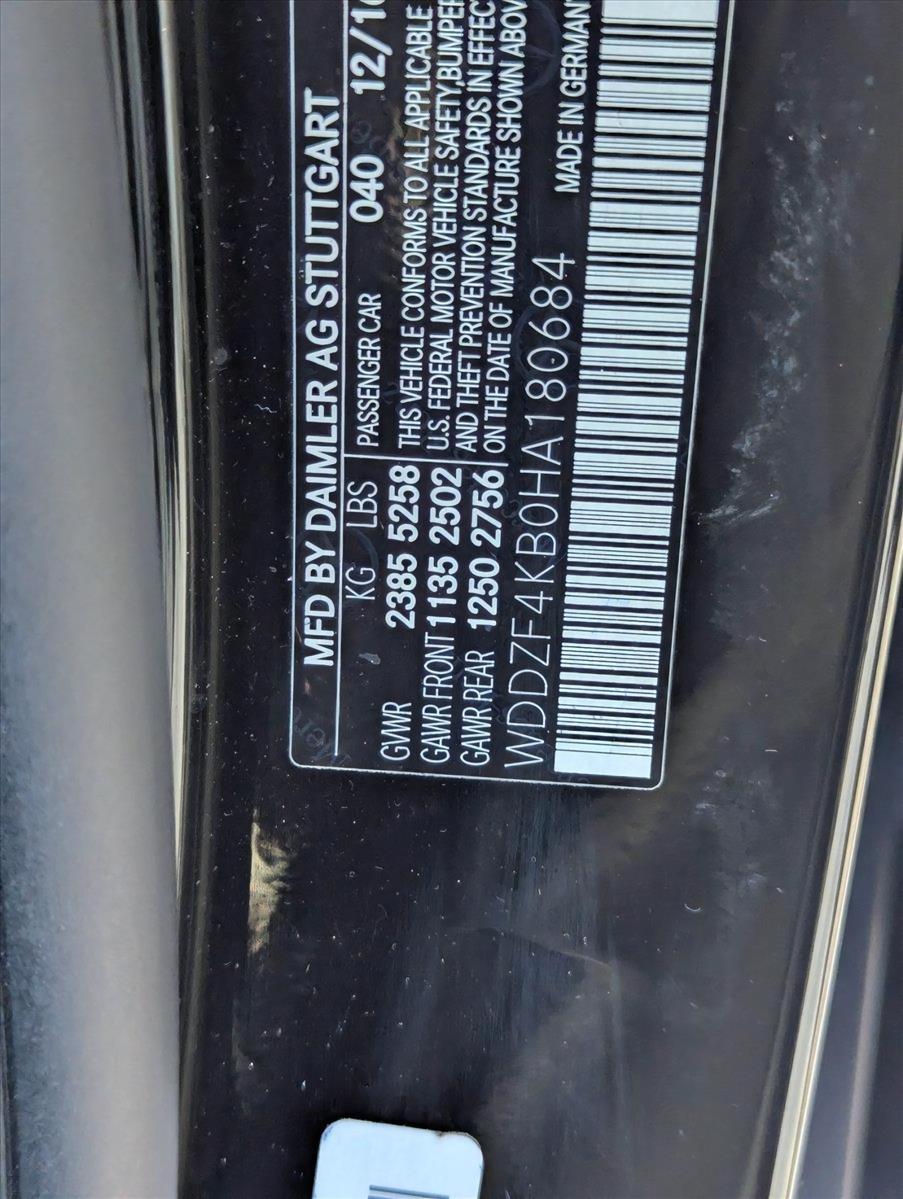 MFD BY DAIMLER AG STUTTGART
KG LBS
GVWR 2385 5258
GAWR FRONT 1135 2502
GAWR REAR 1250 2756
PASSENGER CAR 040 12/16
THIS VEHICLE CONFORMS TO ALL APPLICABLE
U.S. FEDERAL MOTOR VEHICLE SAFETY, BUMPER
AND THEFT PREVENTION STANDARDS IN EFFECT
ON THE DATE OF MANUFACTURE SHOWN ABOVE
WDDZF4KB0HA180684
MADE IN GERMANY